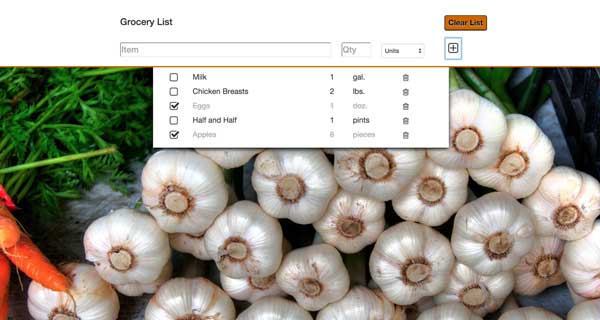 Grocery List
Clear List
Item
Qty
Units
Milk 1 gal.
Chicken Breasts 2 lbs.
Eggs 1 doz.
Half and Half 1 pints
Apples 6 pieces